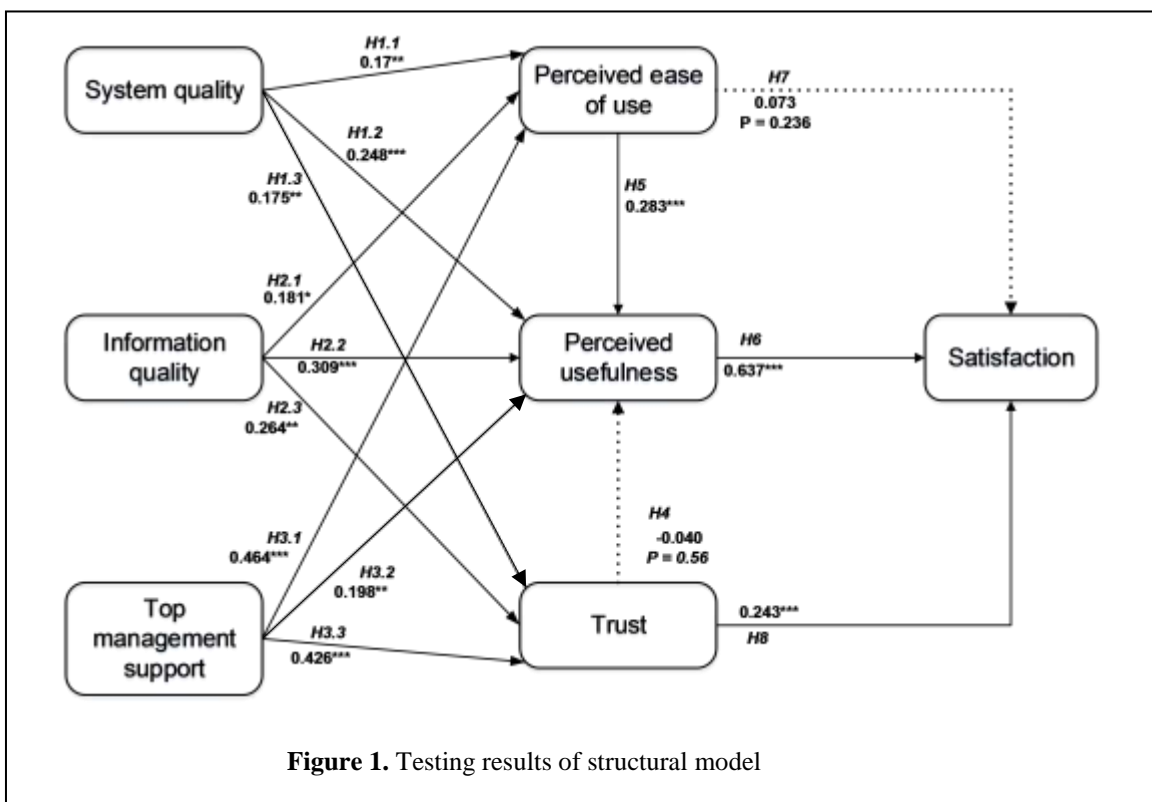 System quality
H1.1
0.17**
Perceived ease
of use
H7
0.073
P = 0.236
H1.2
0.248***
H1.3
0.175**
H5
0.283***
H2.1
0.181*
Information
quality
H2.2
0.309***
Perceived
usefulness
H6
0.637***
Satisfaction
H2.3
0.264**
H3.1
0.464***
H3.2
0.198**
H4
-0.040
P = 0.56
Top
management
support
H3.3
0.426***
Trust
0.243***
H8
Figure 1. Testing results of structural model